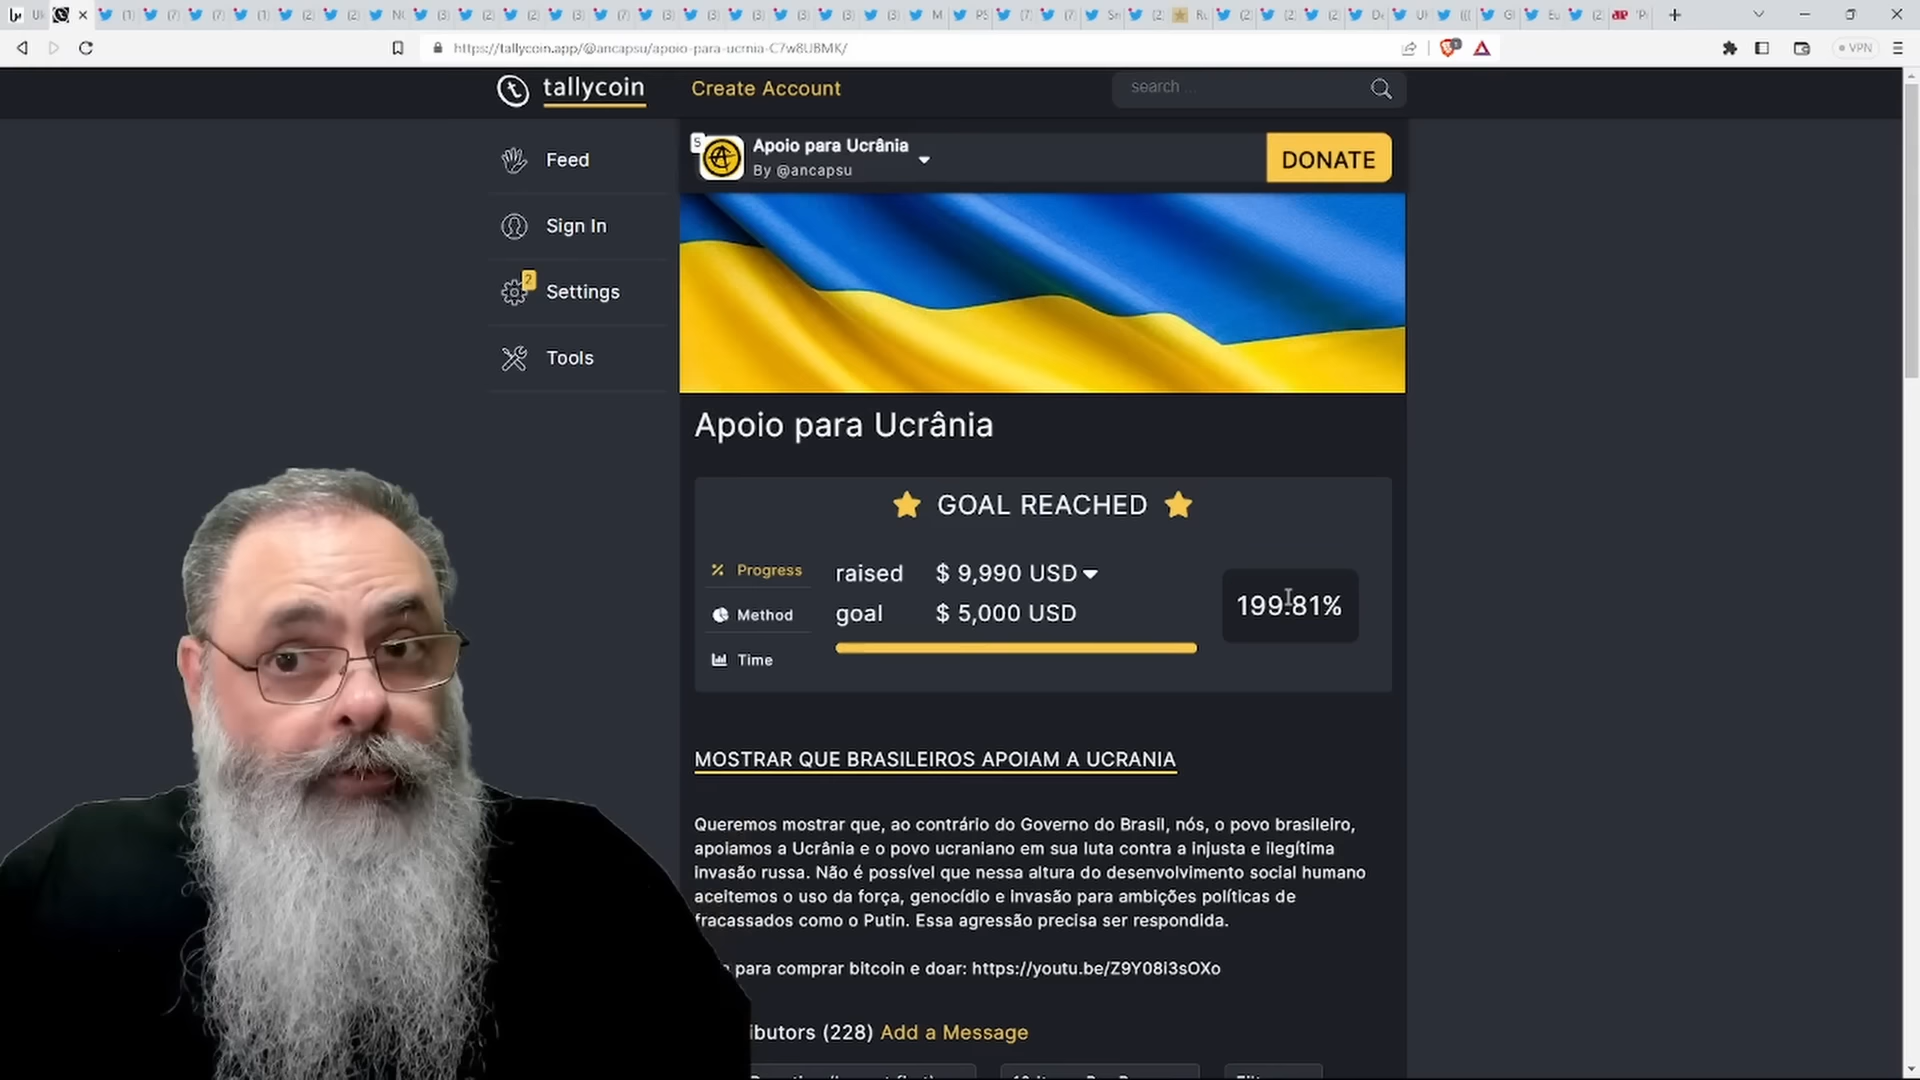 https://tallycoin.app/@ancapsu/apoio-para-ucrnia-C7w8UBMK/
VPN
tallycoin
Create Account
search ...
Feed
Sign In
2
Settings
Tools
5
Apoio para Ucrânia
By @ancapsu
DONATE
Apoio para Ucrânia
GOAL REACHED
Progress
raised $ 9,990 USD
Method
goal $ 5,000 USD
Time
199.81%
MOSTRAR QUE BRASILEIROS APOIAM A UCRANIA
Queremos mostrar que, ao contrário do Governo do Brasil, nós, o povo brasileiro,
apoiamos a Ucrânia e o povo ucraniano em sua luta contra a injusta e ilegítima
invasão russa. Não é possível que nessa altura do desenvolvimento social humano
aceitemos o uso da força, genocídio e invasão para ambições políticas de
fracassados como o Putin. Essa agressão precisa ser respondida.
para comprar bitcoin e doar: https://youtu.be/Z9Y08i3sOXo
ibutors (228) Add a Message